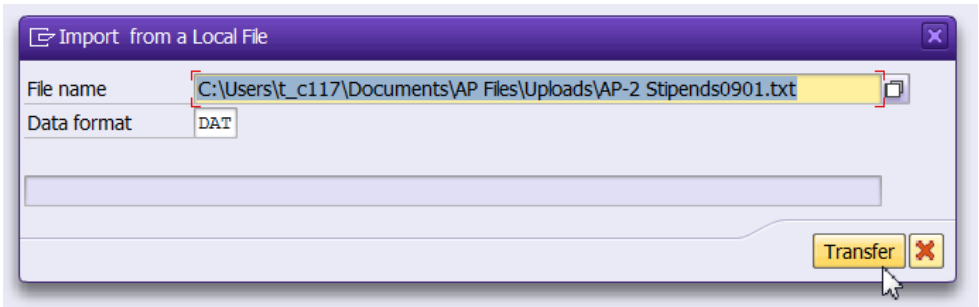 Import from a Local File
File name C:\Users\t_c117\Documents\AP Files\Uploads\AP-2 Stipends0901.txt
Data format DAT
Transfer